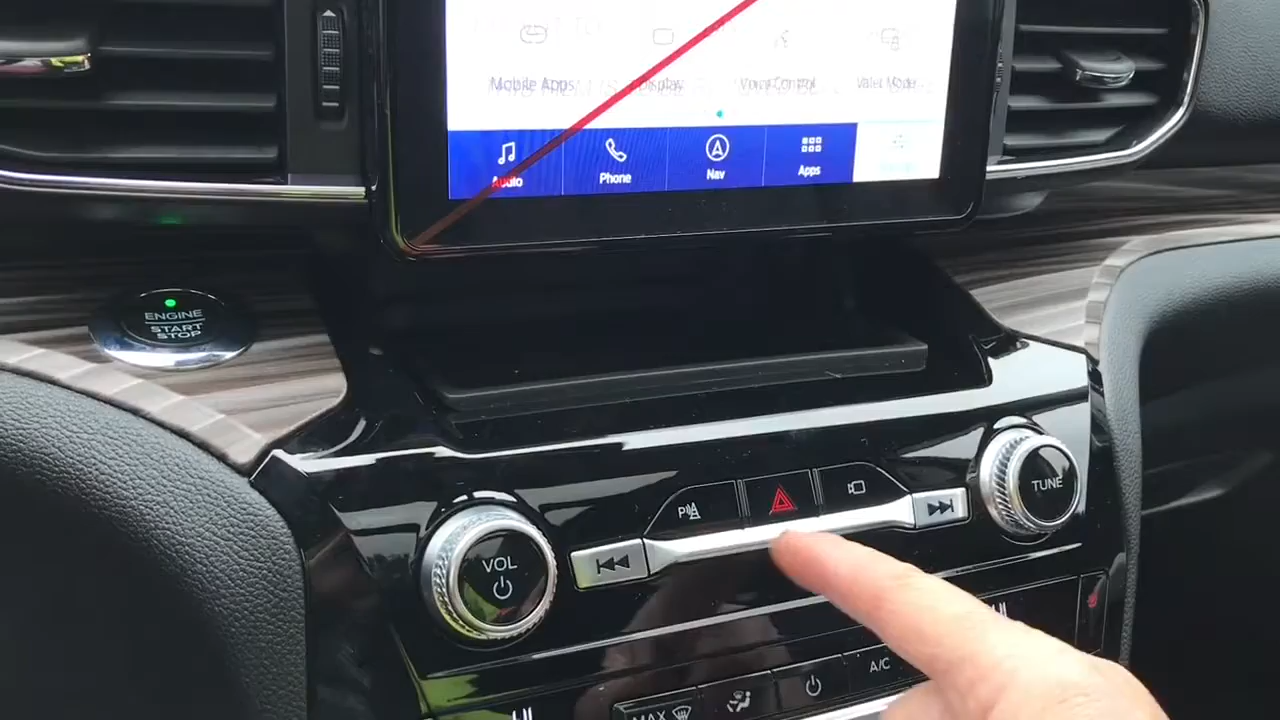 Mobile Apps
Display
Voice Control
Valet Mode
Audio
Phone
Nav
Apps
ENGINE
START
STOP
TUNE
P
VOL
A/C
MAX